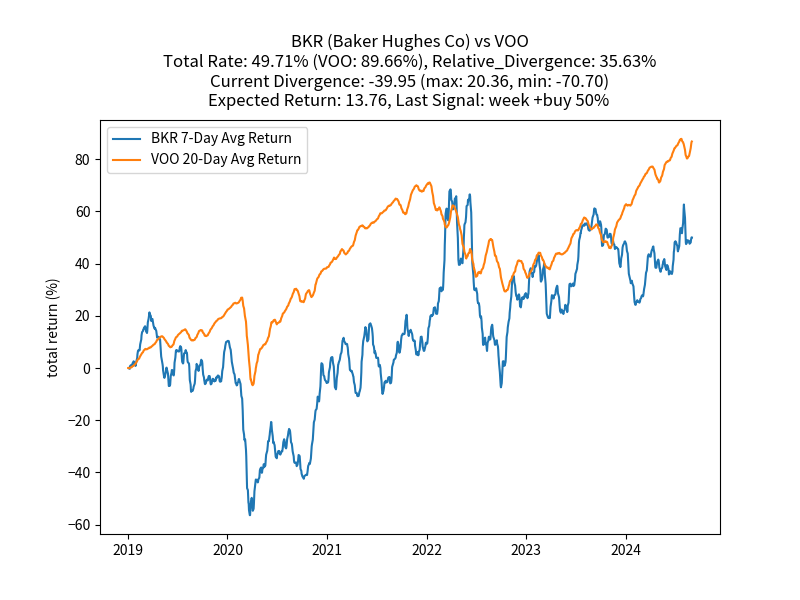 BKR (Baker Hughes Co) vs VOO
Total Rate: 49.71% (VOO: 89.66%), Relative_Divergence: 35.63%
Current Divergence: -39.95 (max: 20.36, min: -70.70)
Expected Return: 13.76, Last Signal: week +buy 50%
BKR 7-Day Avg Return
VOO 20-Day Avg Return
total return (%)
80
60
40
20
0
−20
−40
−60
2019
2020
2021
2022
2023
2024